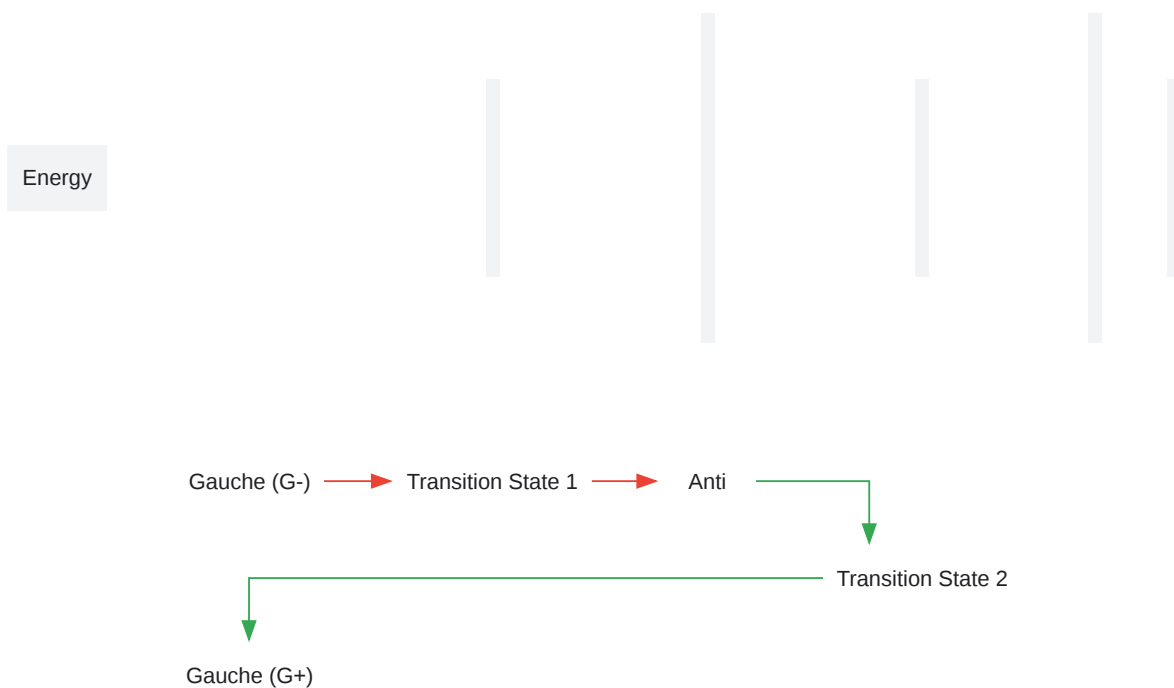 Energy
Gauche (G-)
Transition State 1
Anti
Transition State 2
Gauche (G+)